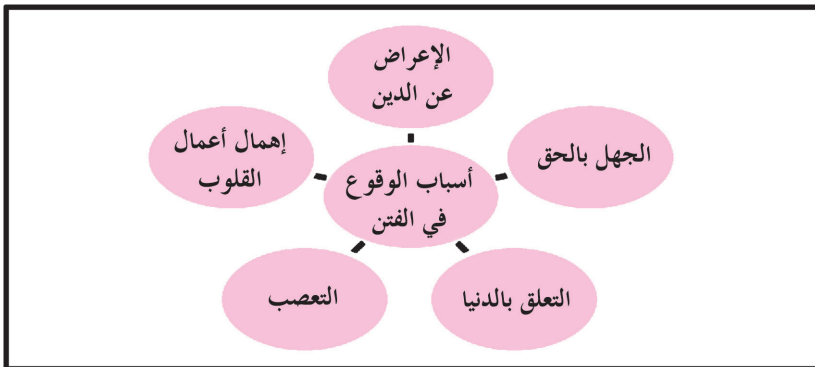 الإعراض
عن الدين
الجهل بالحق
إهمال أعمال
القلوب
أسباب الوقوع
في الفتن
التعلق بالدنيا
التعصب